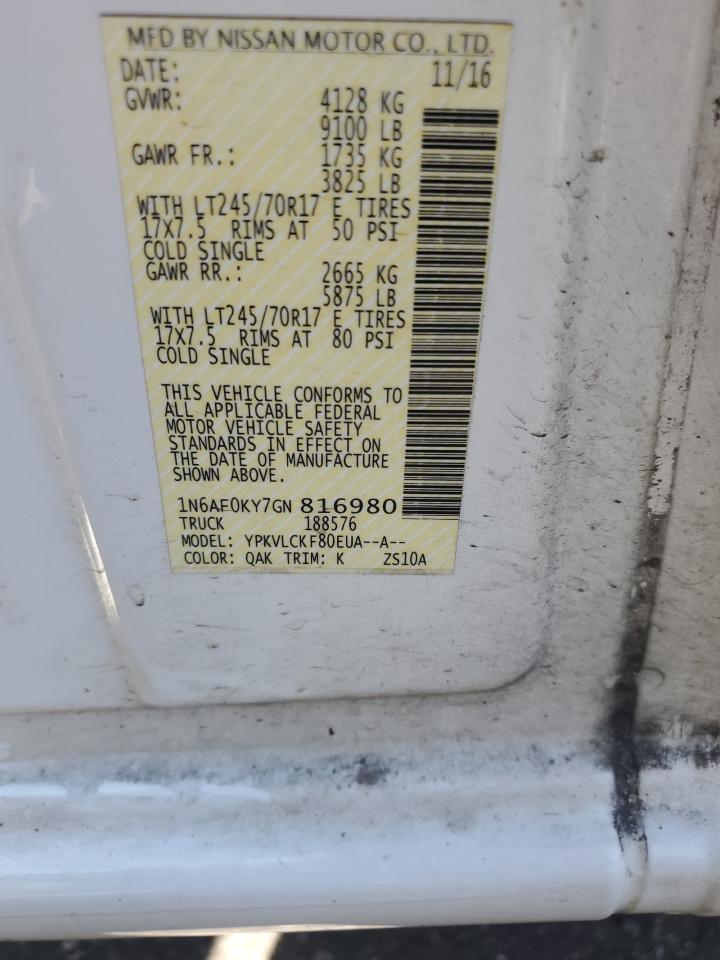 MFD BY NISSAN MOTOR CO., LTD.
DATE: 11/16
GVWR: 4128 KG
9100 LB
GAWR FR.: 1735 KG
3825 LB
WITH LT245/70R17 E TIRES
17X7.5 RIMS AT 50 PSI
COLD SINGLE
GAWR RR.: 2665 KG
5875 LB
WITH LT245/70R17 E TIRES
17X7.5 RIMS AT 80 PSI
COLD SINGLE
THIS VEHICLE CONFORMS TO
ALL APPLICABLE FEDERAL
MOTOR VEHICLE SAFETY
STANDARDS IN EFFECT ON
THE DATE OF MANUFACTURE
SHOWN ABOVE.
1N6AF0KY7GN 816980
TRUCK 188576
MODEL: YPKVLCKF80EUA--A--
COLOR: QAK TRIM: K ZS10A